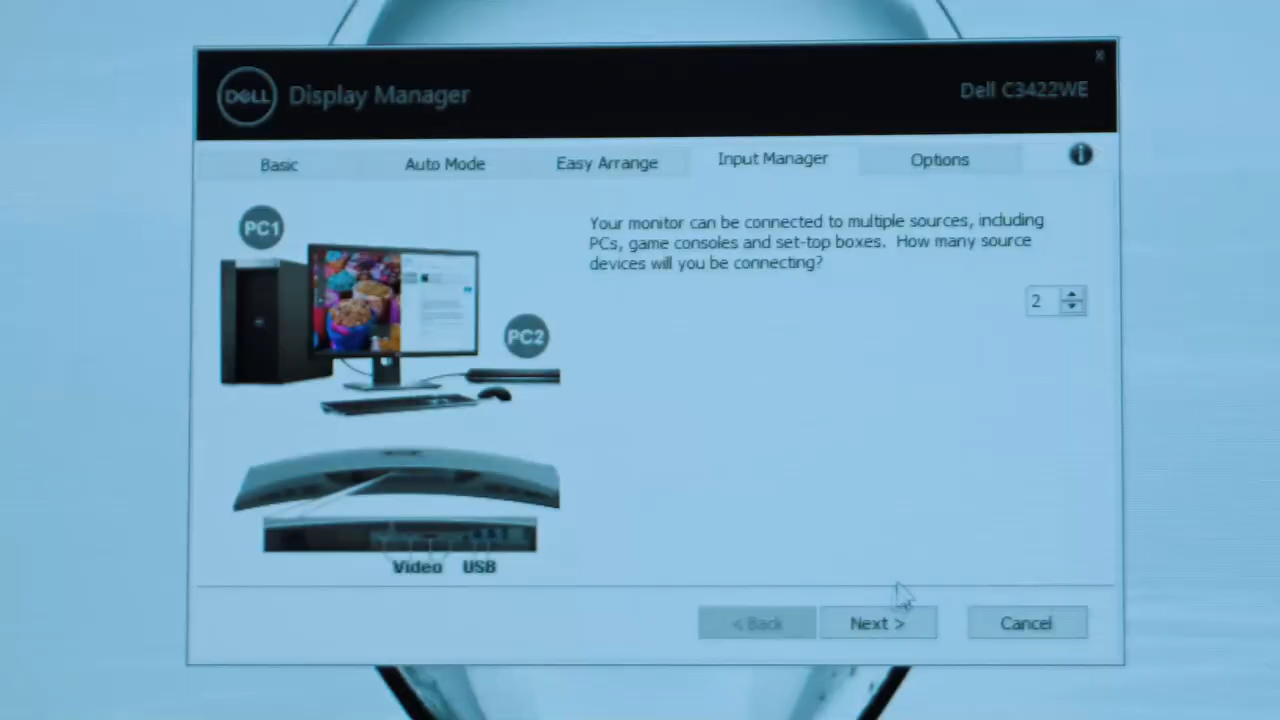 DELL Display Manager
Dell C3422WE
x
Basic
Auto Mode
Easy Arrange
Input Manager
Options
i
PC1
PC2
Your monitor can be connected to multiple sources, including
PCs, game consoles and set-top boxes. How many source
devices will you be connecting?
2
Video USB
< Back
Next >
Cancel